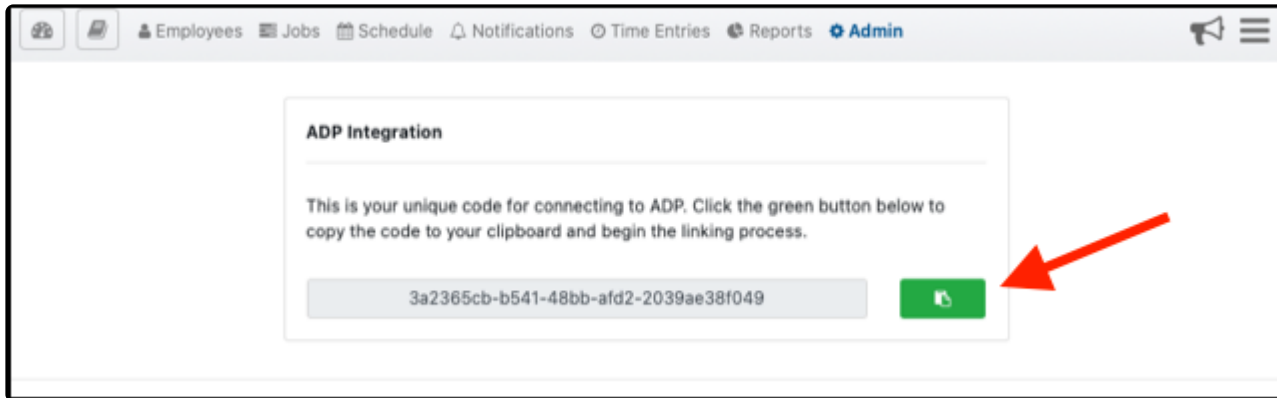 Employees Jobs Schedule Notifications Time Entries Reports Admin
ADP Integration
This is your unique code for connecting to ADP. Click the green button below to
copy the code to your clipboard and begin the linking process.
3a2365cb-b541-48bb-afd2-2039ae38f049